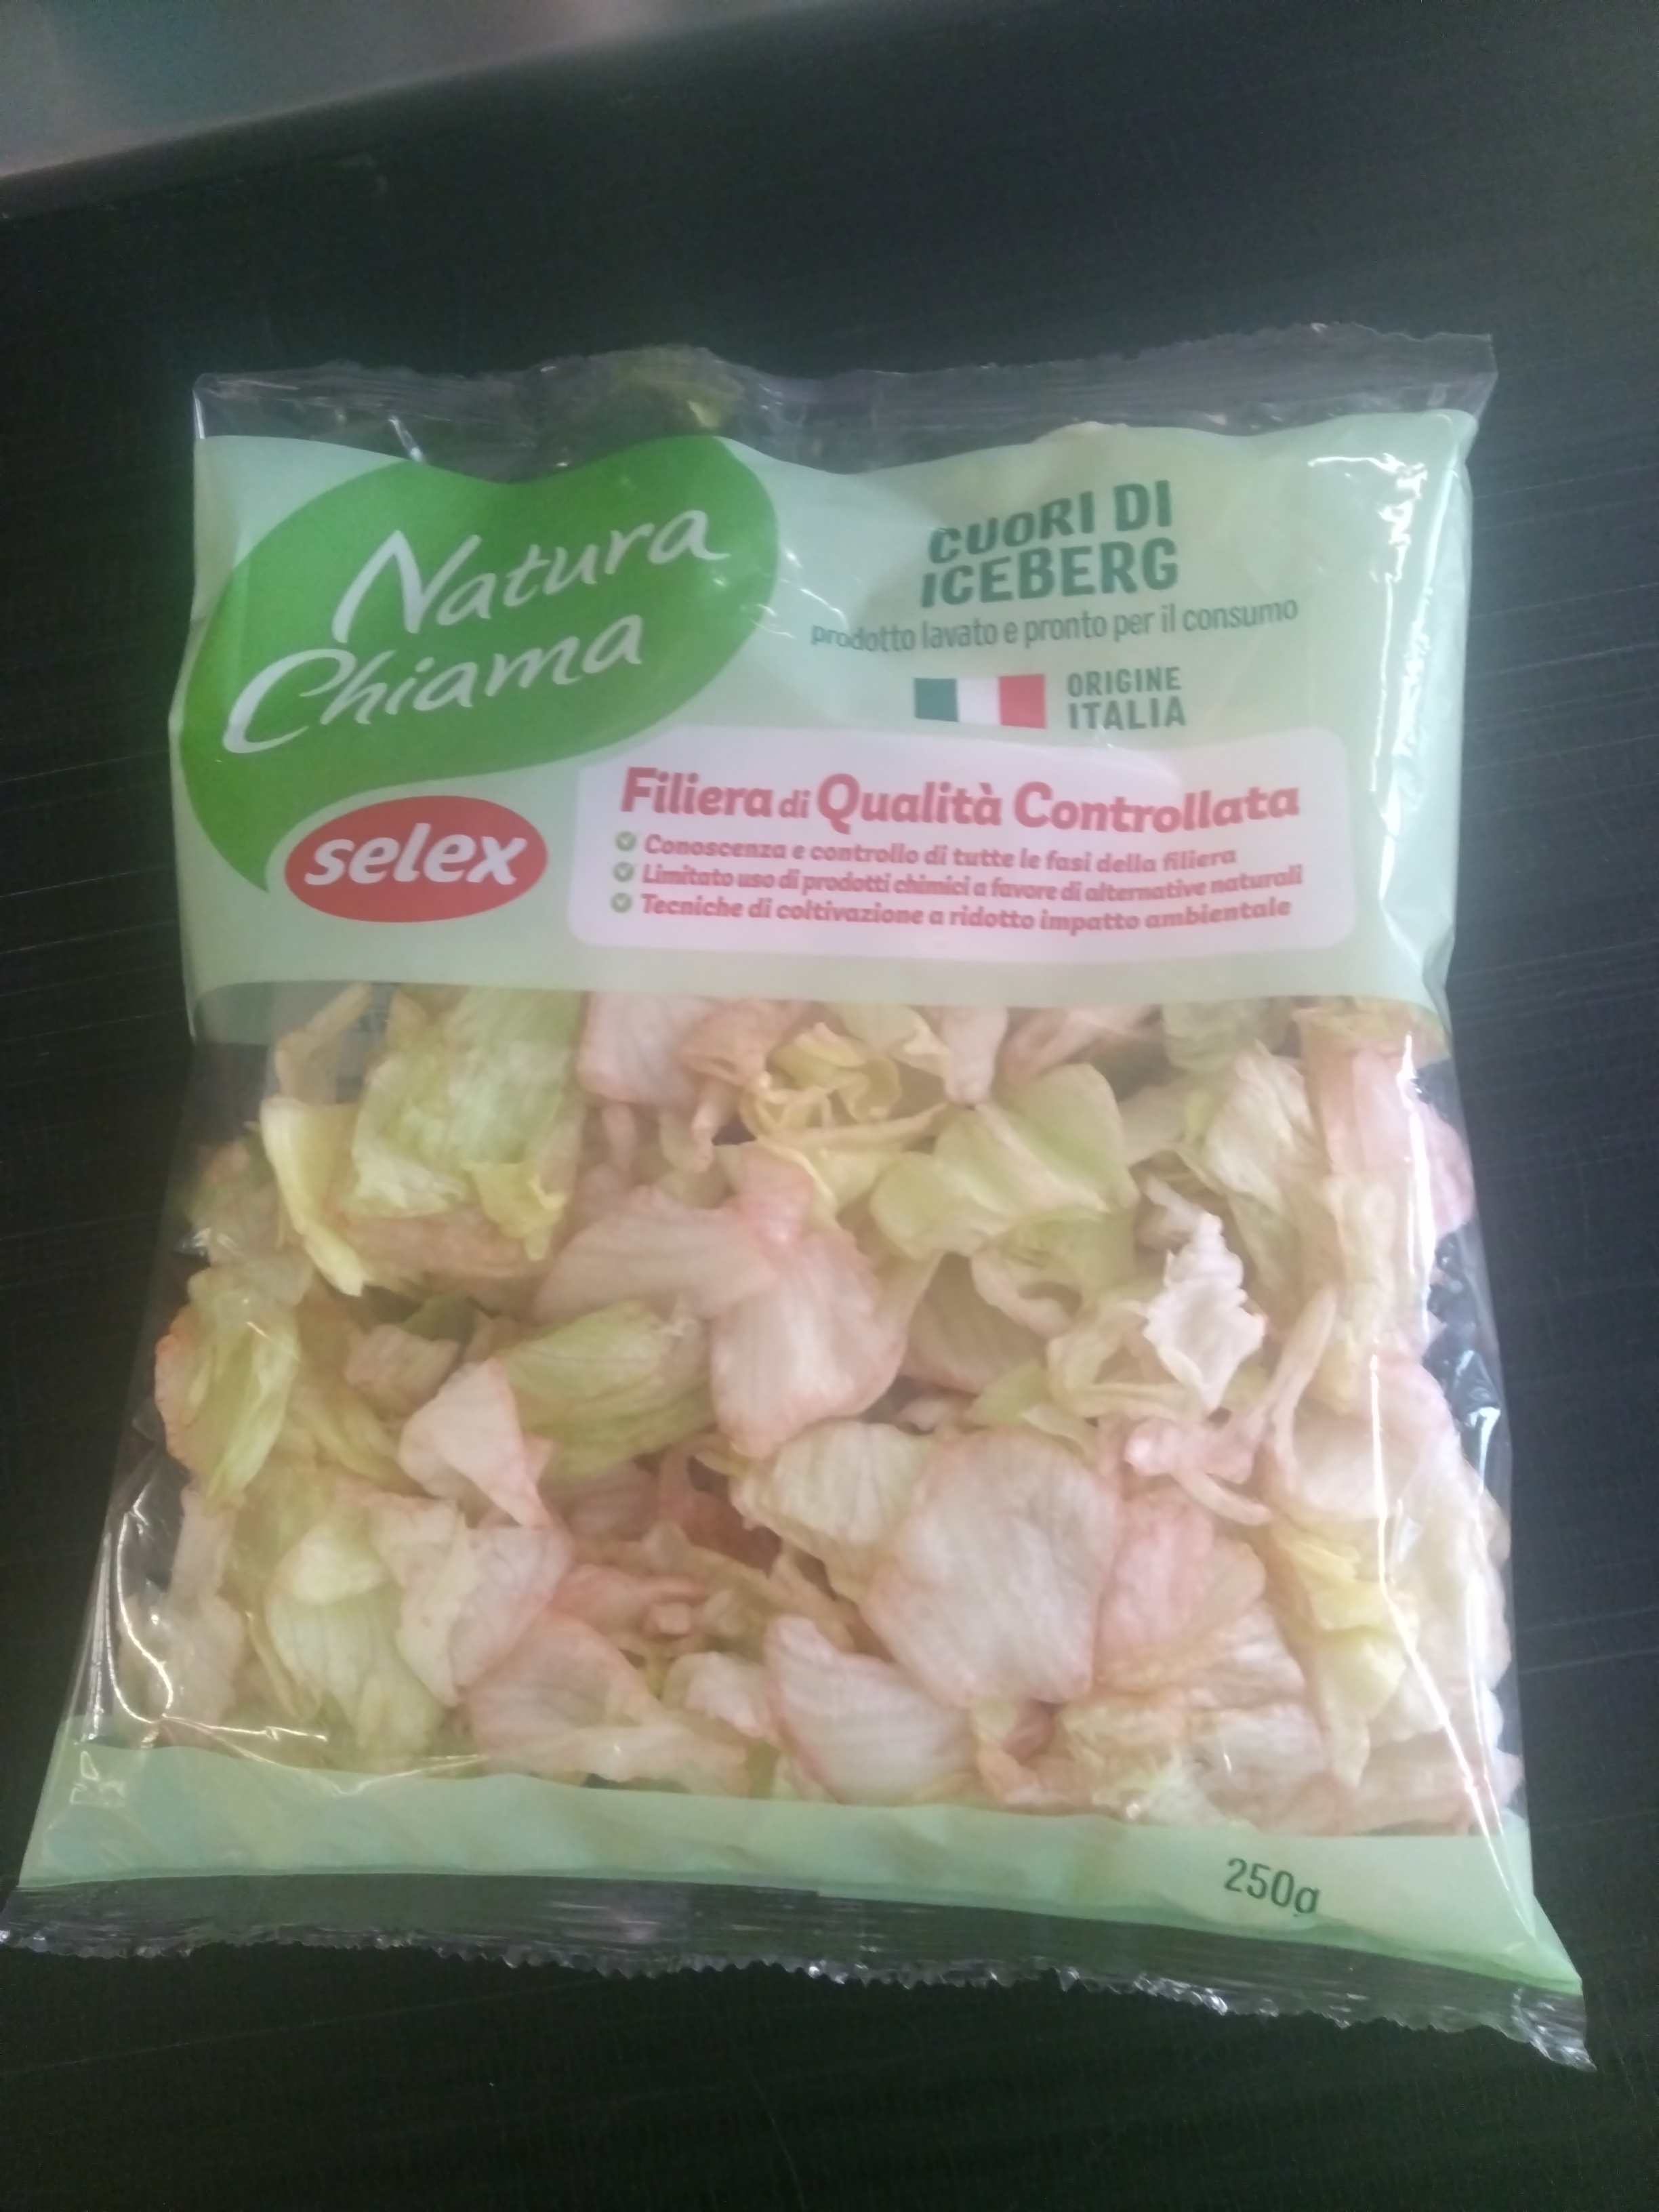 Natura
Chiama
selex
CUORI DI
ICEBERG
prodotto lavato e pronto per il consumo
ORIGINE
ITALIA
Filiera di Qualità Controllata
Conoscenza e controllo di tutte le fasi della filiera
Limitato uso di prodotti chimici a favore di alternative naturali
Tecniche di coltivazione a ridotto impatto ambientale
250g